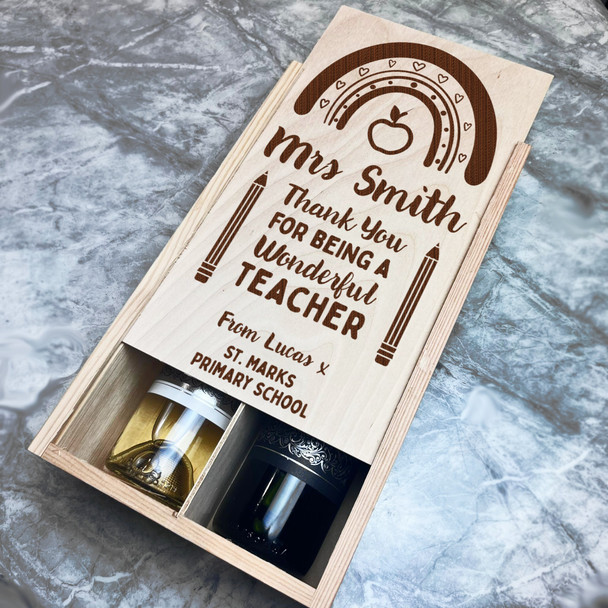 Mrs Smith
Thank You
FOR BEING A
Wonderful
TEACHER
From Lucas x
ST. MARKS
PRIMARY SCHOOL